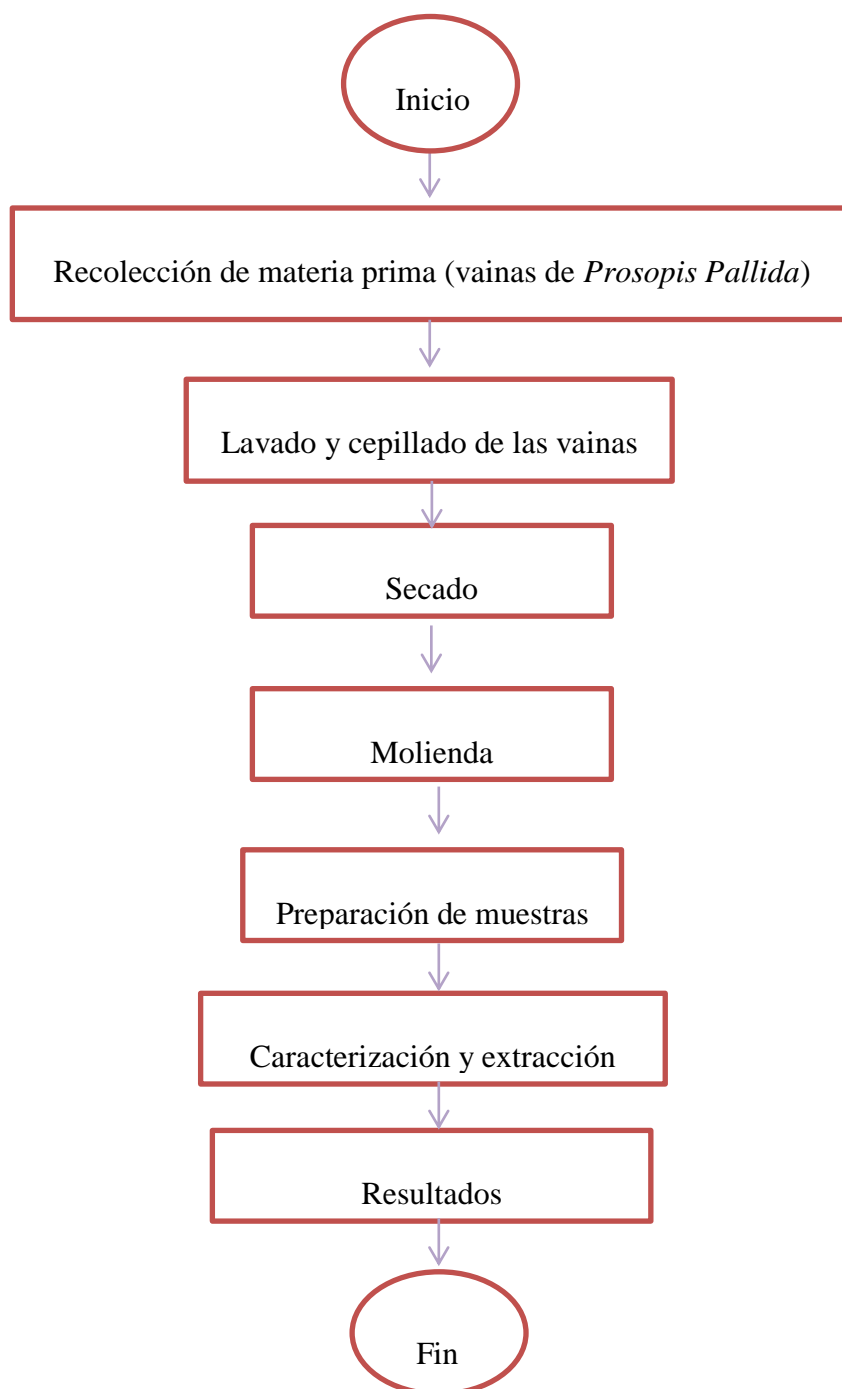 Inicio
Recolección de materia prima (vainas de Prosopis Pallida)
Lavado y cepillado de las vainas
Secado
Molienda
Preparación de muestras
Caracterización y extracción
Resultados
Fin